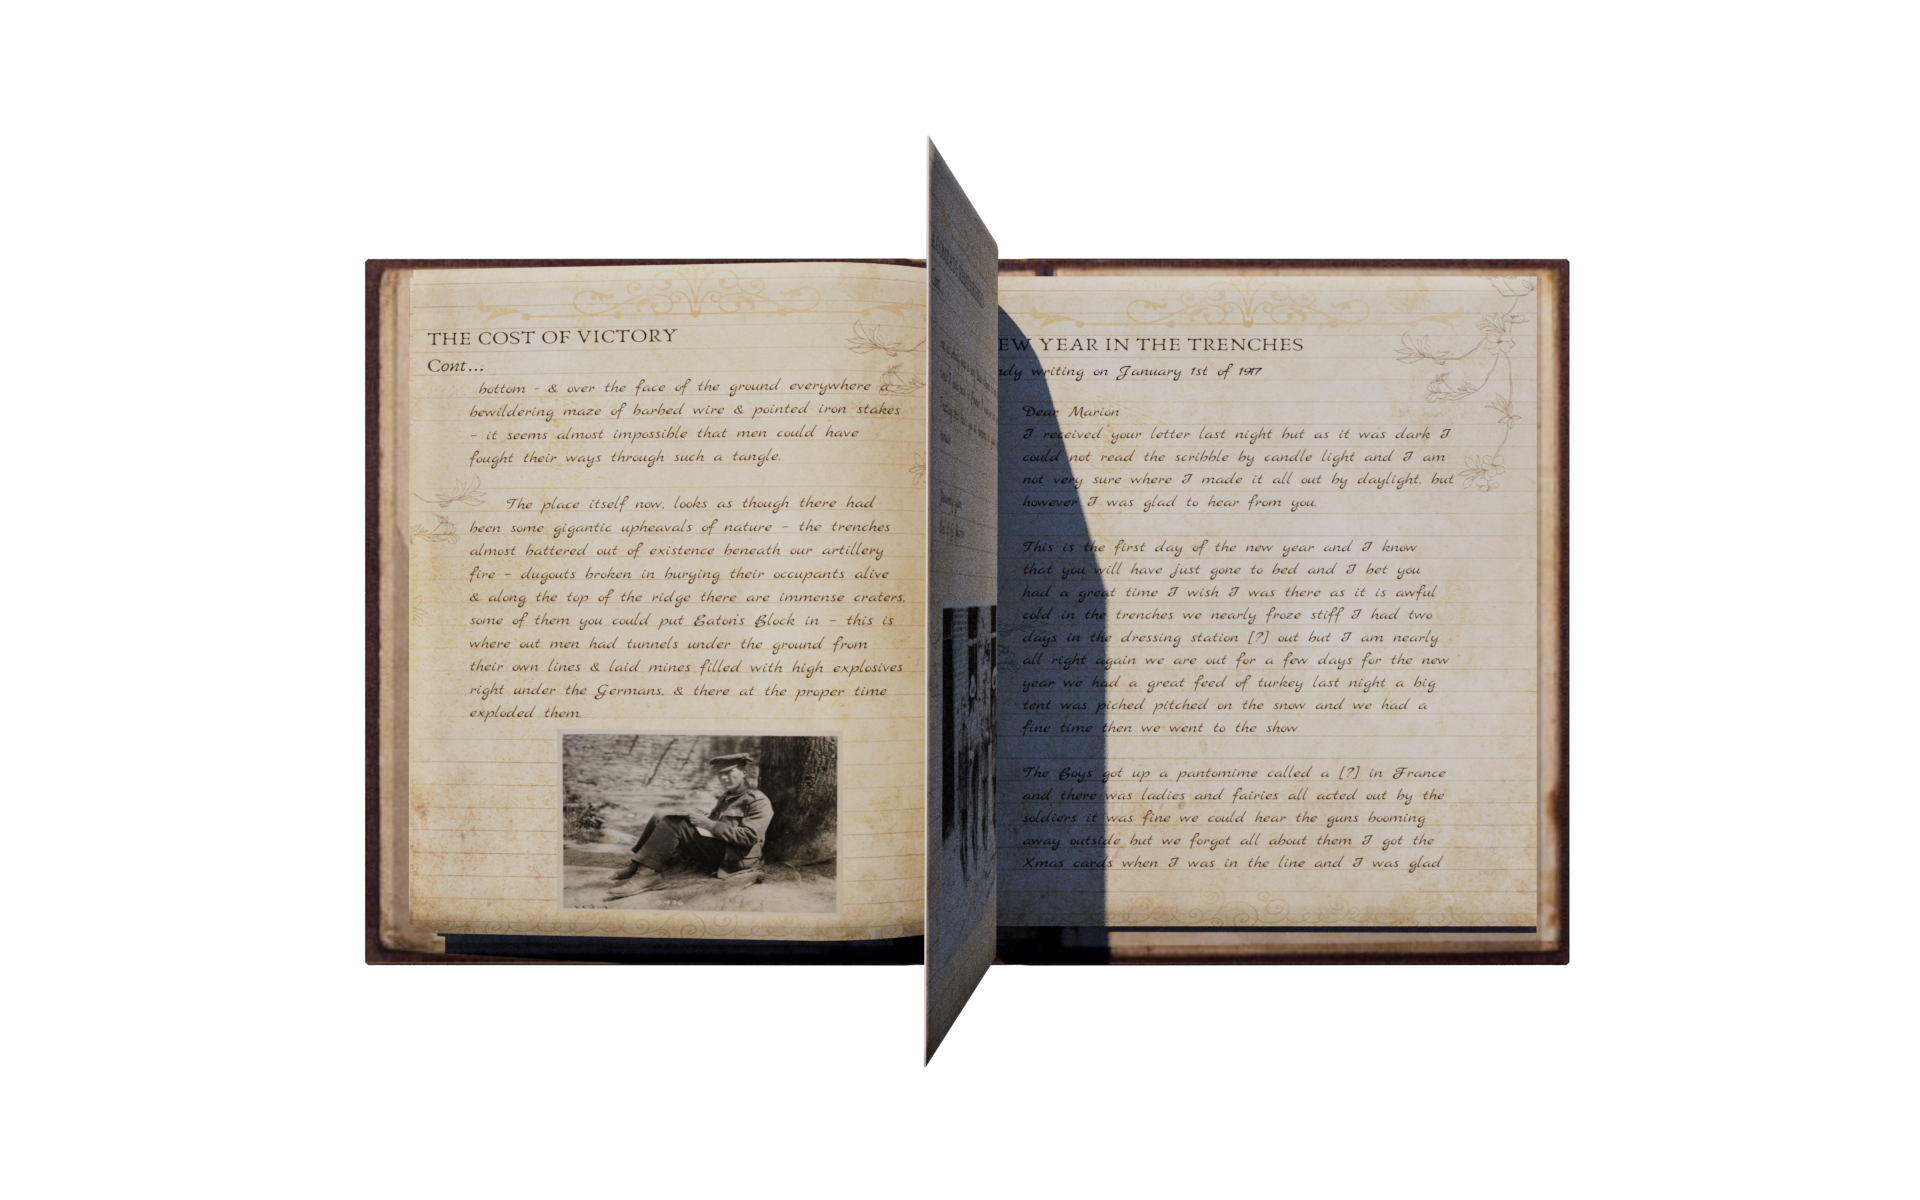 THE COST OF VICTORY
Cont...
bottom - & over the face of the ground everywhere a
bewildering maze of barbed wire & pointed iron stakes
- it seems almost impossible that men could have
fought their ways through such a tangle.
The place itself now, looks as though there had
been some gigantic upheavals of nature - the trenches
almost battered out of existence beneath our artillery
fire - dugouts broken in burying their occupants alive
& along the top of the ridge there are immense craters,
some of them you could put Eaton's Block in - this is
where out men had tunnels under the ground from
their own lines & laid mines filled with high explosives
right under the Germans, & there at the proper time
exploded them.
EW YEAR IN THE TRENCHES
ndy writing on January 1st of 1917
Dear Marion
I received your letter last night but as it was dark I
could not read the scribble by candle light and I am
not very sure where I made it all out by daylight, but
however I was glad to hear from you.
This is the first day of the new year and I know
that you will have just gone to bed and I bet you
had a great time I wish I was there as it is awful
cold in the trenches we nearly froze stiff I had two
days in the dressing station [?] out but I am nearly
all right again we are out for a few days for the new
year we had a great feed of turkey last night a big
tent was piched pitched on the snow and we had a
fine time then we went to the show
The Boys got up a pantomime called a [?] in France
and there was ladies and fairies all acted out by the
soldiers it was fine we could hear the guns booming
away outside but we forgot all about them I got the
Xmas cards when I was in the line and I was glad